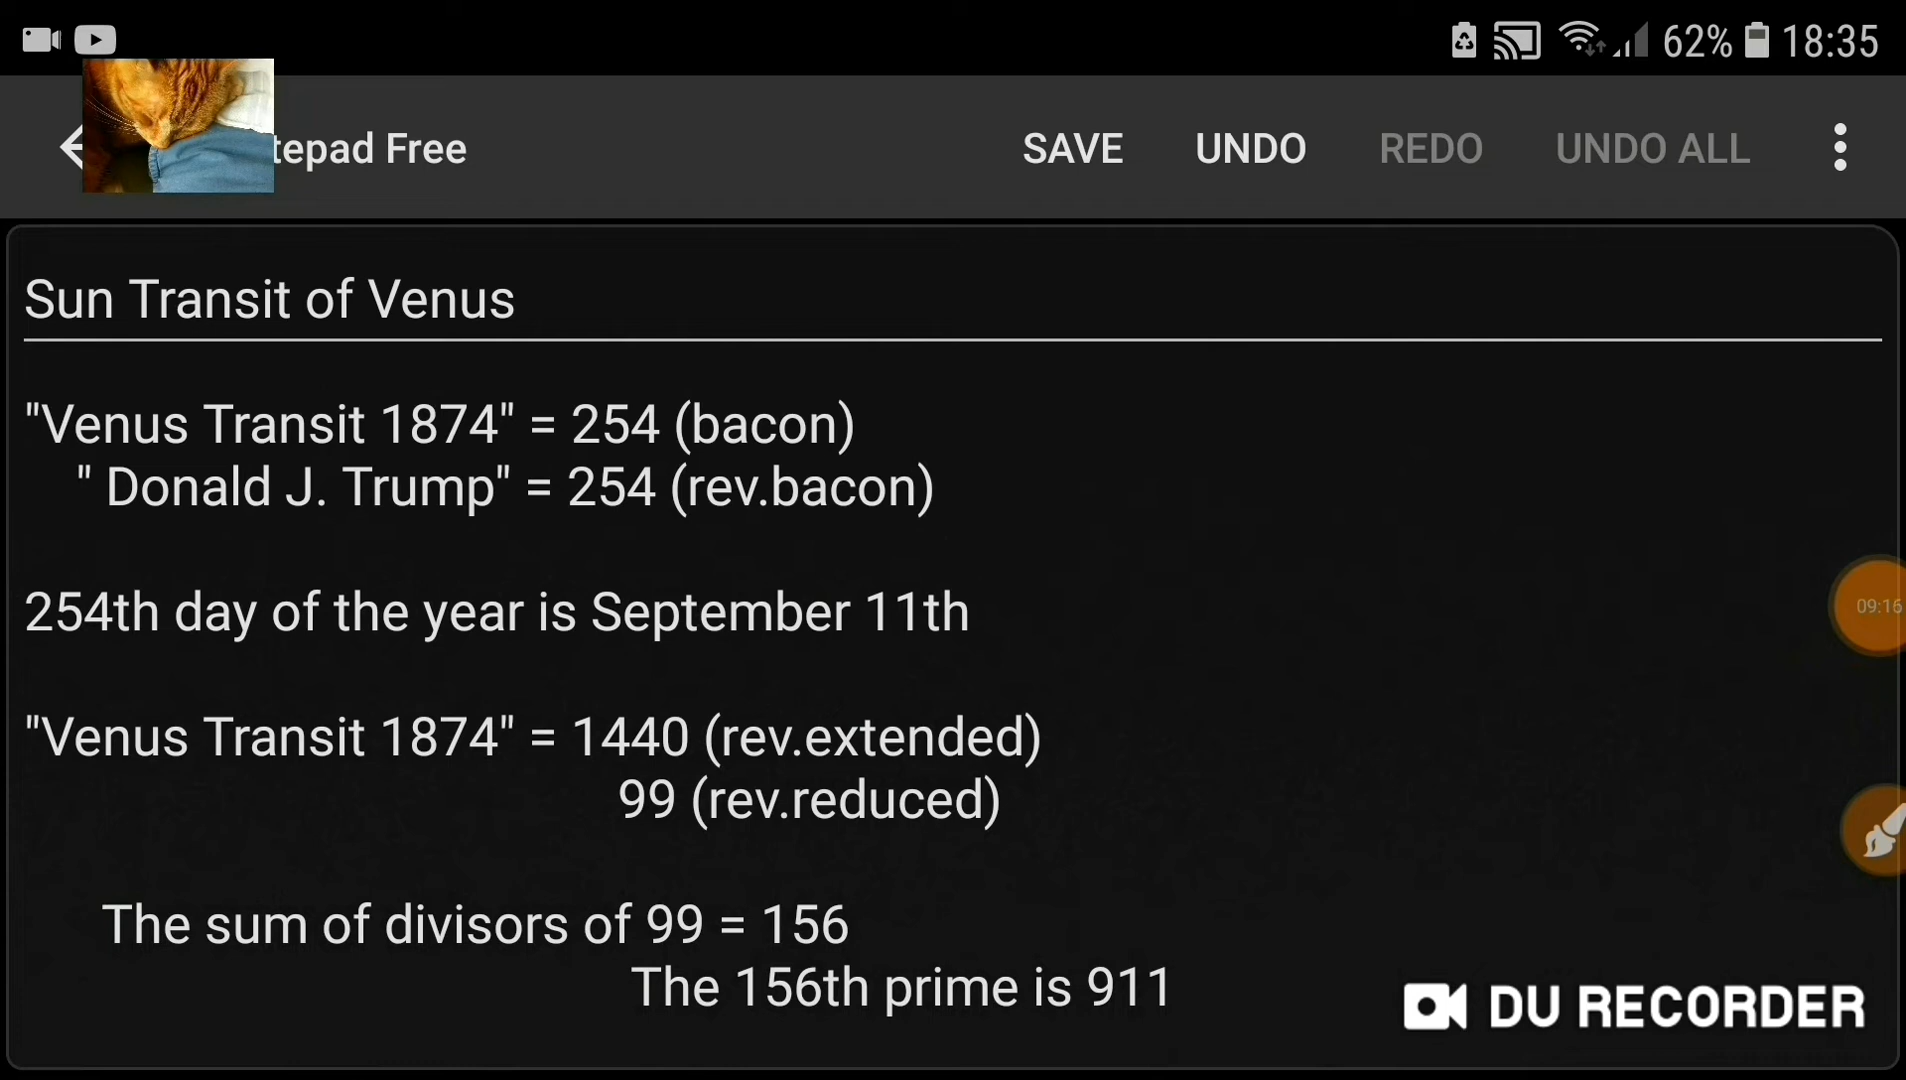 62% 18:35
tepad Free SAVE UNDO REDO UNDO ALL
Sun Transit of Venus
"Venus Transit 1874" = 254 (bacon)
" Donald J. Trump" = 254 (rev.bacon)
254th day of the year is September 11th
09:16
"Venus Transit 1874" = 1440 (rev.extended)
99 (rev.reduced)
The sum of divisors of 99 = 156
The 156th prime is 911
DU RECORDER